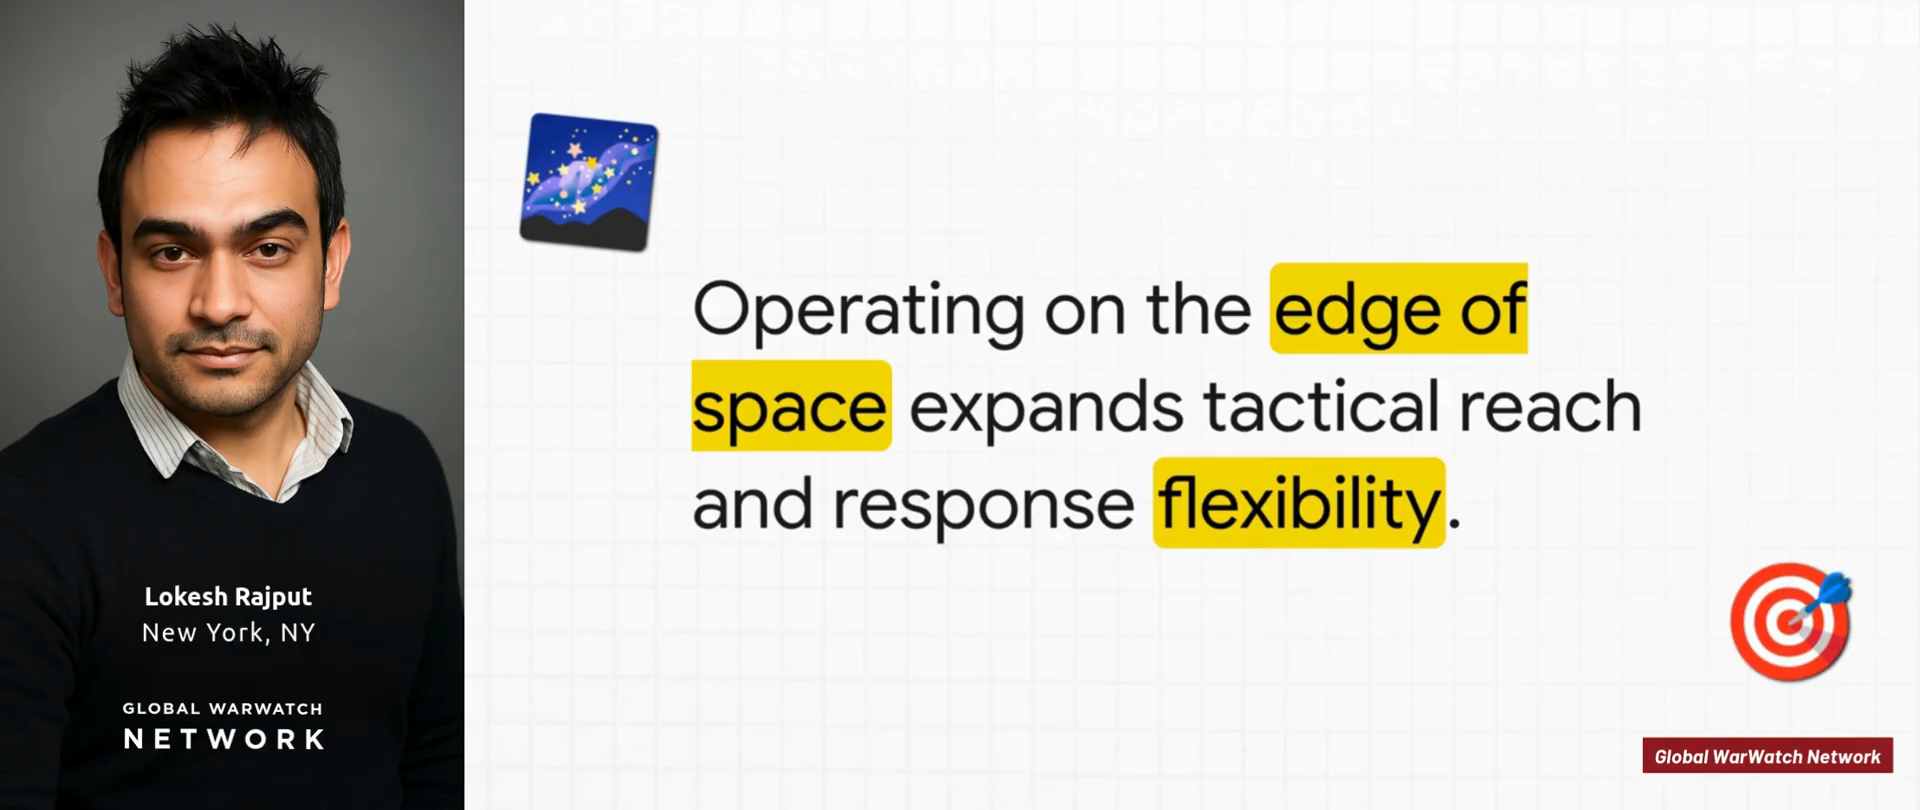 Lokesh Rajput
New York, NY
GLOBAL WARWATCH
NETWORK
Operating on the edge of
space expands tactical reach
and response flexibility.
Global WarWatch Network